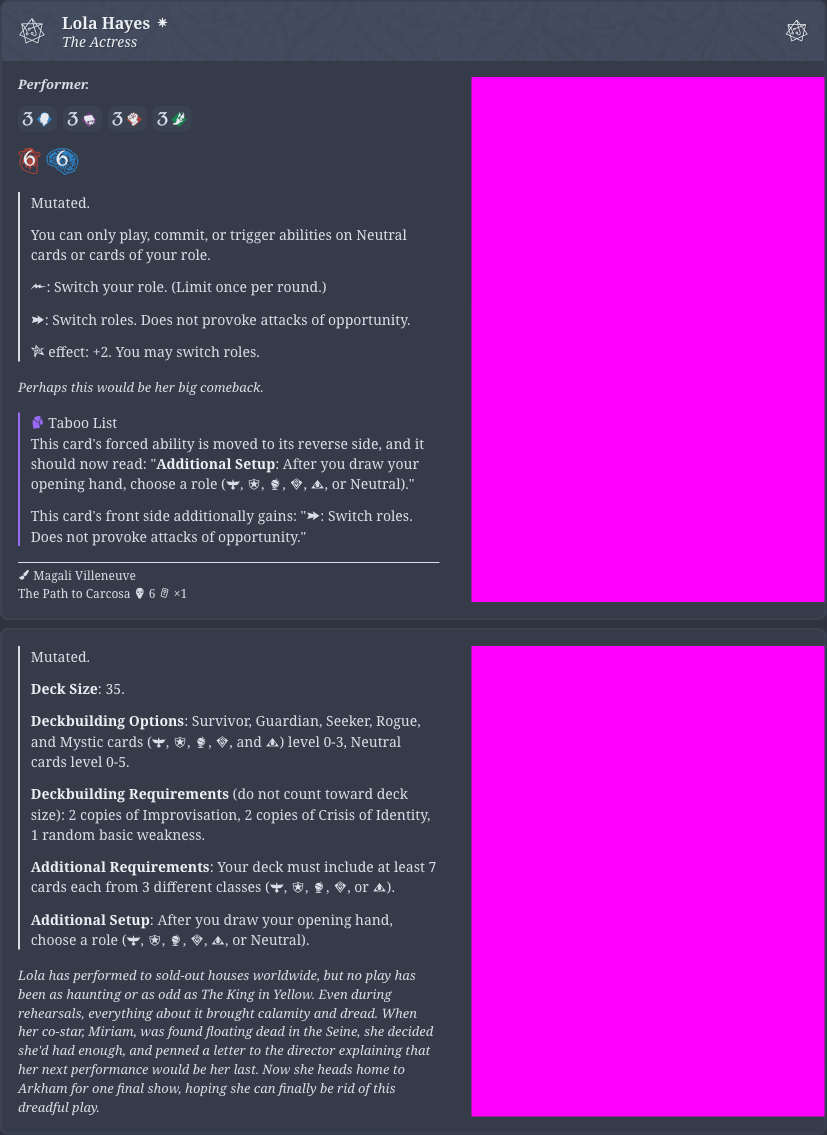 Lola Hayes
The Actress
Performer.
3 3 3 3
6 6
Mutated.
You can only play, commit, or trigger abilities on Neutral
cards or cards of your role.
: Switch your role. (Limit once per round.)
: Switch roles. Does not provoke attacks of opportunity.
effect: +2. You may switch roles.
Perhaps this would be her big comeback.
Taboo List
This card's forced ability is moved to its reverse side, and it
should now read: "Additional Setup: After you draw your
opening hand, choose a role (, , , , , or Neutral)."
This card's front side additionally gains: ": Switch roles.
Does not provoke attacks of opportunity."
Magali Villeneuve
The Path to Carcosa 6 ×1
Mutated.
Deck Size: 35.
Deckbuilding Options: Survivor, Guardian, Seeker, Rogue,
and Mystic cards (, , , , and ) level 0-3, Neutral
cards level 0-5.
Deckbuilding Requirements (do not count toward deck
size): 2 copies of Improvisation, 2 copies of Crisis of Identity,
1 random basic weakness.
Additional Requirements: Your deck must include at least 7
cards each from 3 different classes (, , , , or ).
Additional Setup: After you draw your opening hand,
choose a role (, , , , , or Neutral).
Lola has performed to sold-out houses worldwide, but no play has
been as haunting or as odd as The King in Yellow. Even during
rehearsals, everything about it brought calamity and dread. When
her co-star, Miriam, was found floating dead in the Seine, she decided
she'd had enough, and penned a letter to the director explaining that
her next performance would be her last. Now she heads home to
Arkham for one final show, hoping she can finally be rid of this
dreadful play.